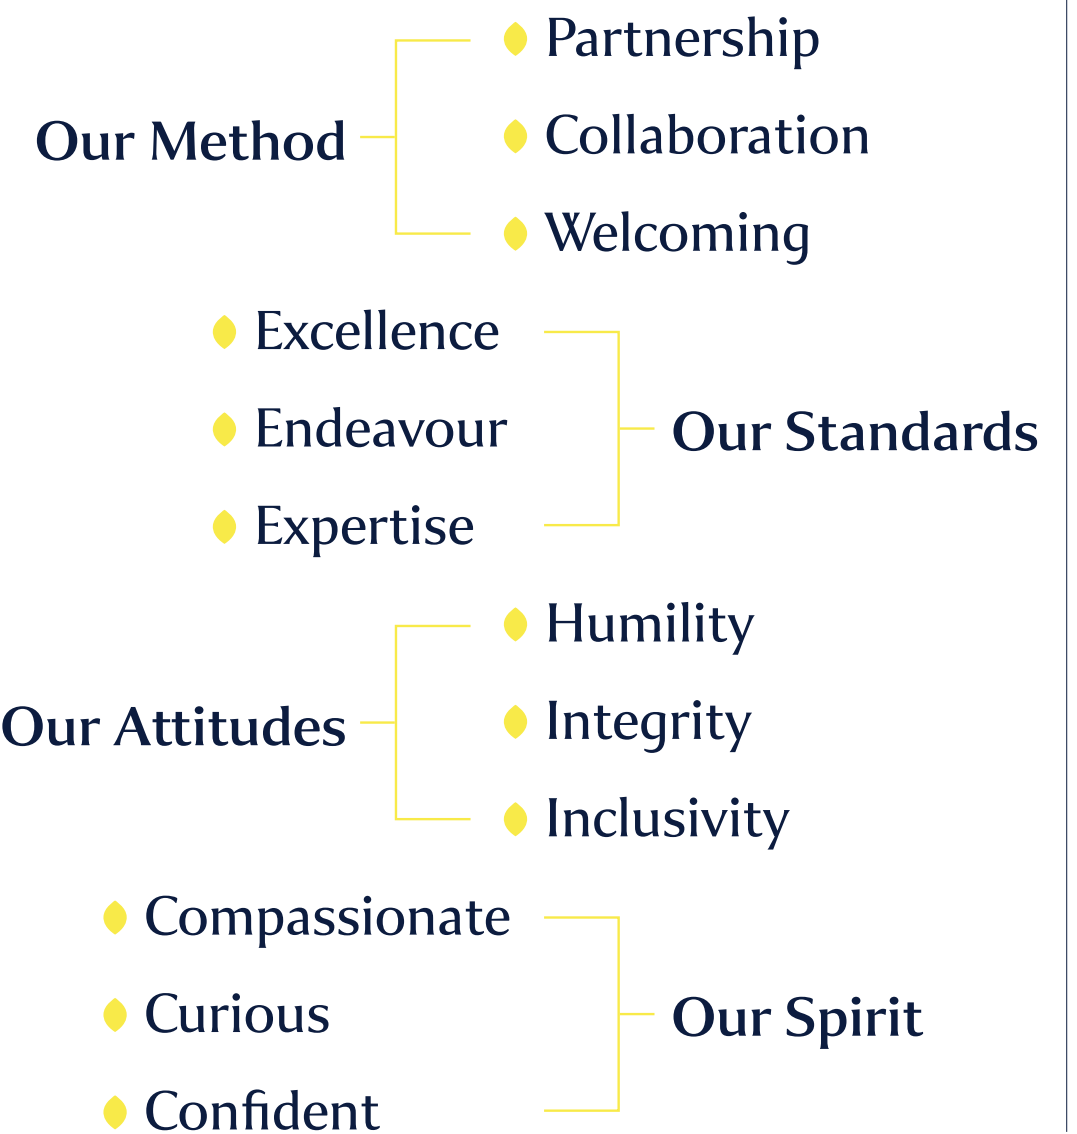 Partnership
Our Method
Collaboration
Welcoming
Excellence
Endeavour
Our Standards
Expertise
Humility
Integrity
Our Attitudes
Inclusivity
Compassionate
Curious
Our Spirit
Confident